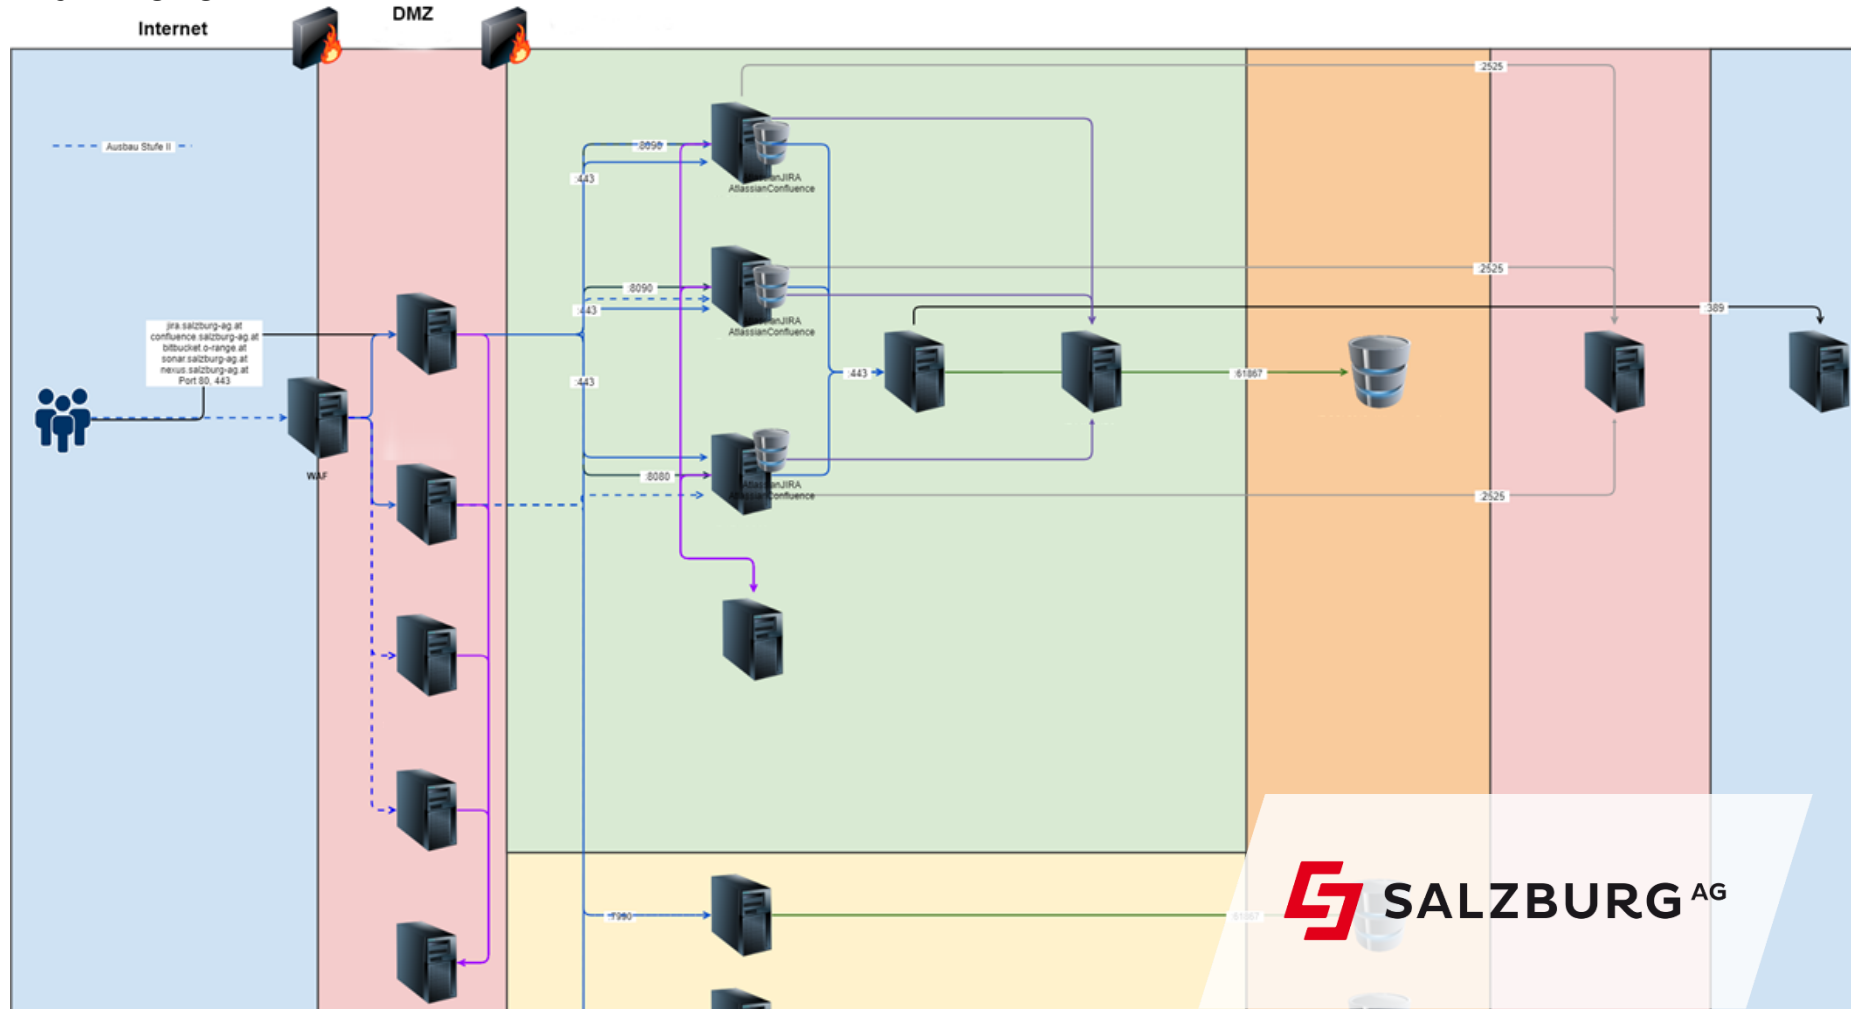 Internet
DMZ
Ausbau Stufe II
:2525
:8090
:443
AtlassianConfluence
:8090
:443
AtlassianConfluence
:2525
:389
jira.salzburg-ag.at
confluence.salzburg-ag.at
bitbucket.o-range.at
sonar.salzburg-ag.at
nexus.salzburg-ag.at
Port 80, 443
:443
:443
:61867
WAF
:8080
AtlassianConfluence
:2525
:61867
SALZBURG AG